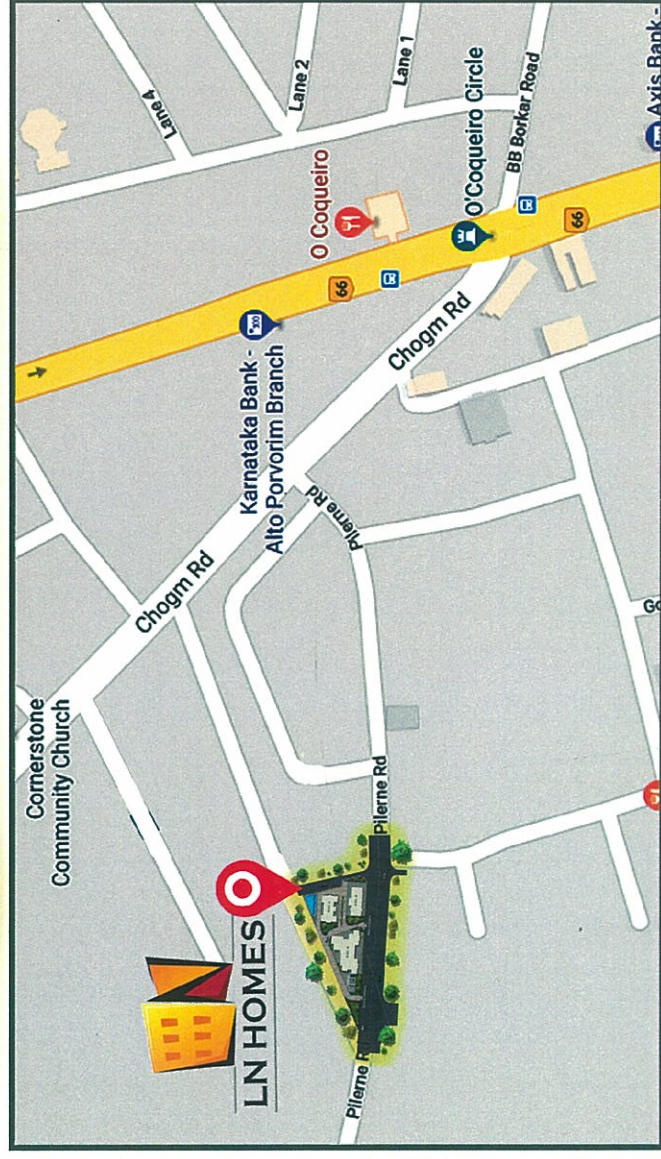 Lane 4
Lane 2
Lane 1
O Coqueiro
O'Coqueiro Circle
BB Borkar Road
Axis Bank -
66
66
Karnataka Bank -
Alto Porvorim Branch
Chogm Rd
Chogm Rd
Pilerne Rd
Cornerstone
Community Church
Pilerne Rd
LN HOMES
Pilerne R
Go